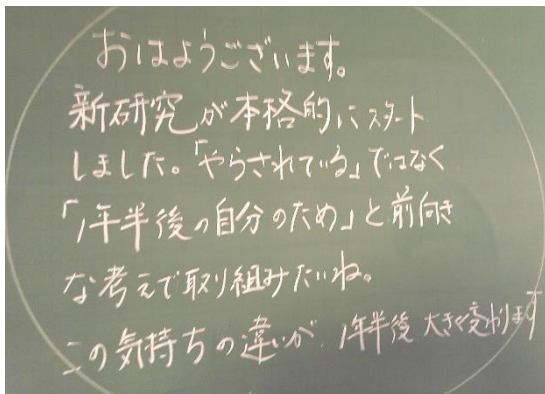 おはようございます。
新研究が本格的にスタート
しました。「やらされている」ではなく
「1年半後の自分のため」と前向き
な考えで取り組みたいね。
この気持ちの違いが、1年半後 大きく変わります